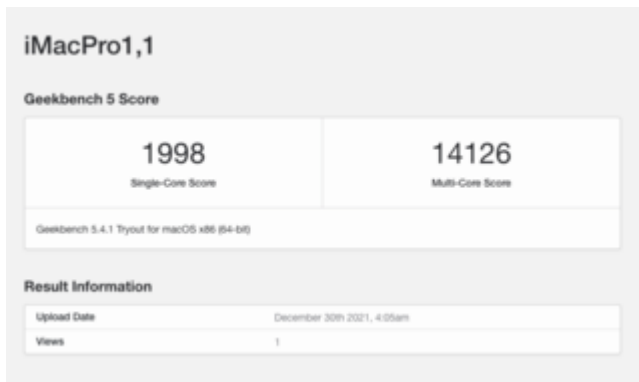 iMacPro1,1
Geekbench 5 Score
1998 14126
Single-Core Score Multi-Core Score
Geekbench 5.4.1 Tryout for macOS x86 (64-bit)
Result Information
Upload Date December 30th 2021, 4:05am
Views 1